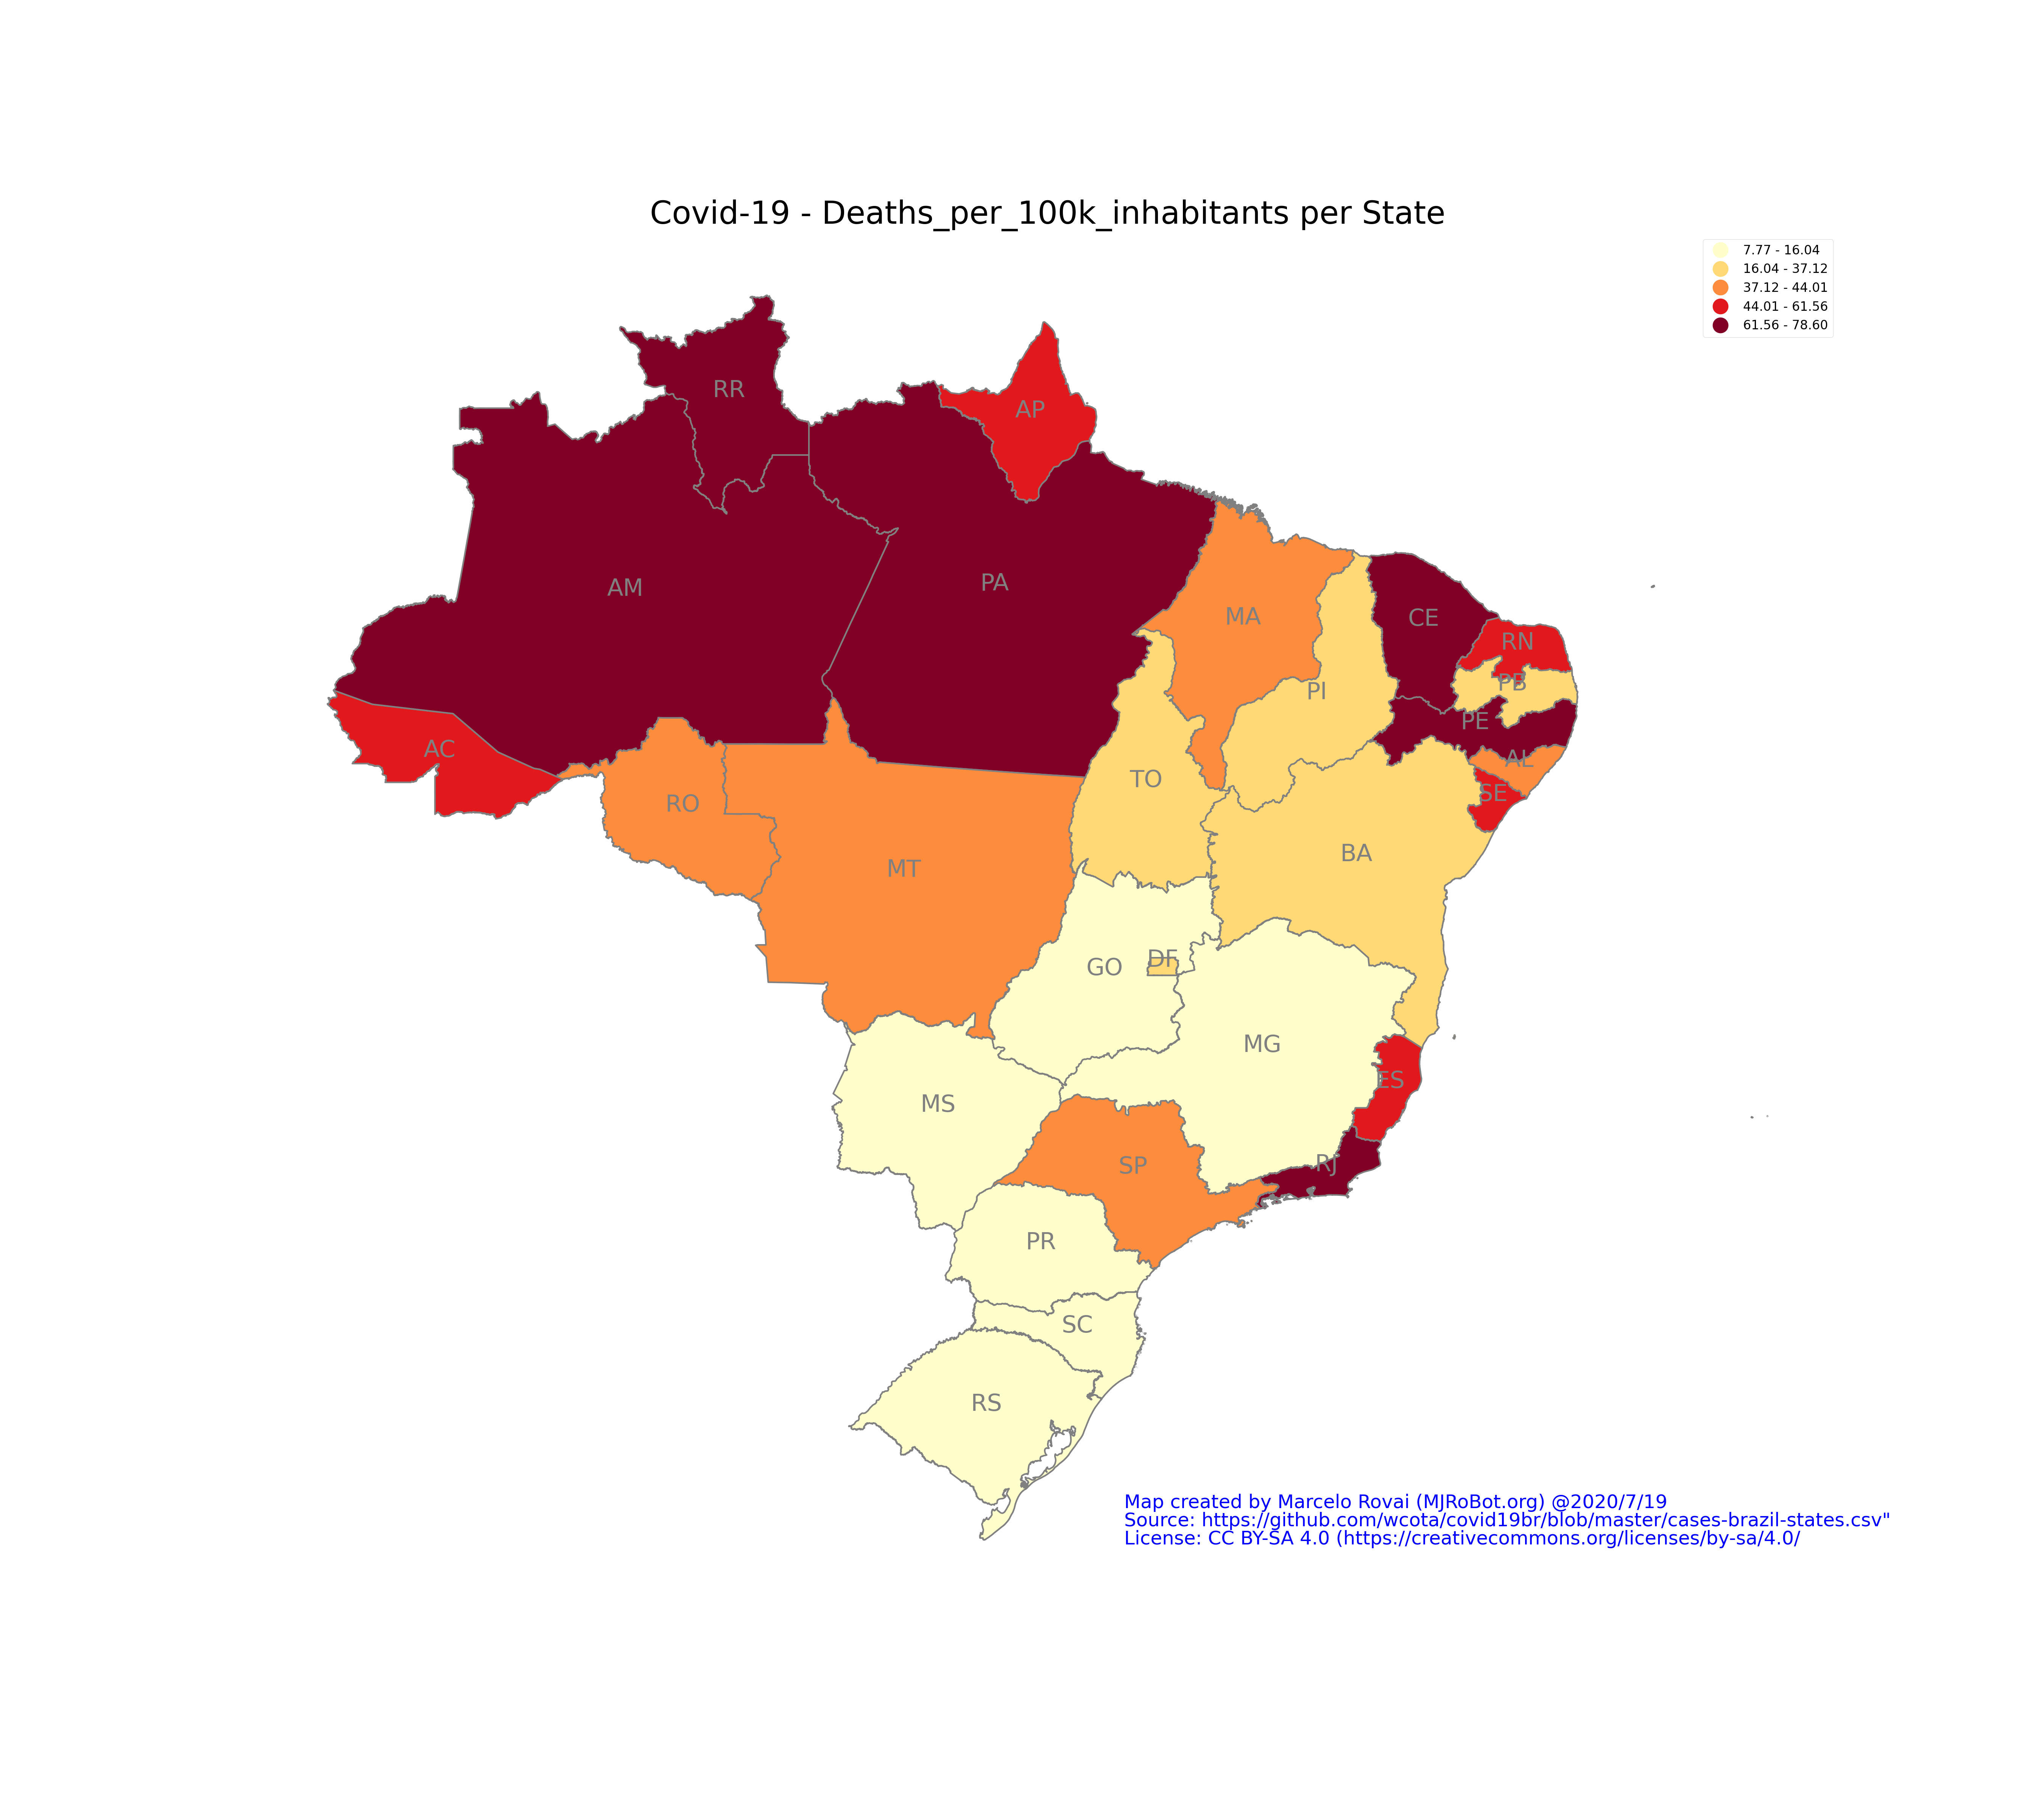 Covid-19 - Deaths_per_100k_inhabitants per State
7.77 - 16.04
16.04 - 37.12
37.12 - 44.01
44.01 - 61.56
61.56 - 78.60
RR
AP
AM
PA
MA
CE
RN
PI
PB
PE
AC
AL
TO
SE
RO
BA
MT
DF
GO
MG
ES
MS
RJ
SP
PR
SC
RS
Map created by Marcelo Rovai (MJRoBot.org) @2020/7/19
Source: https://github.com/wcota/covid19br/blob/master/cases-brazil-states.csv"
License: CC BY-SA 4.0 (https://creativecommons.org/licenses/by-sa/4.0/